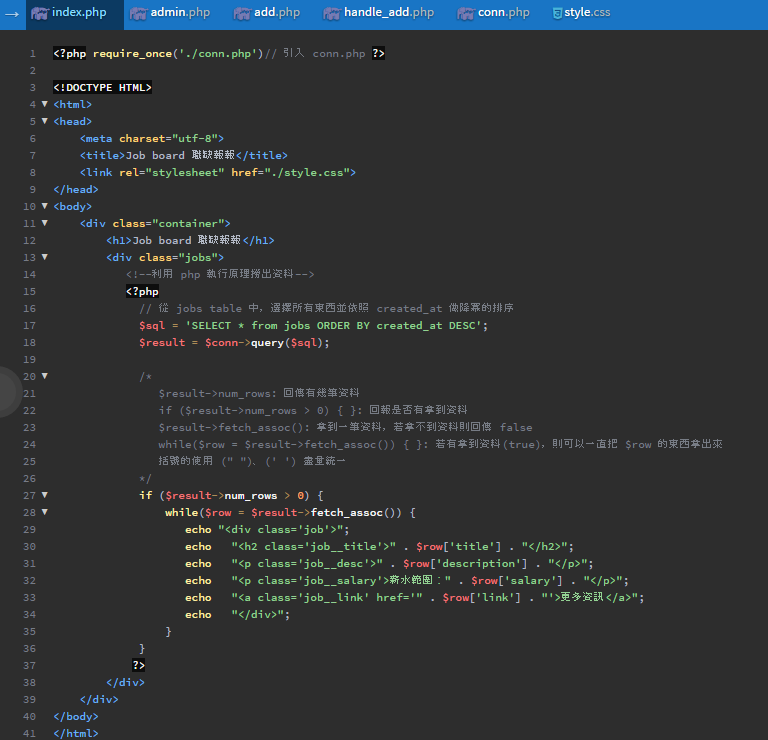 → index.php admin.php add.php handle_add.php conn.php style.css
1 <?php require_once('./conn.php')// 引入 conn.php ?>
2
3 <!DOCTYPE HTML>
4 ▼ <html>
5 ▼ <head>
6 <meta charset="utf-8">
7 <title>Job board 職缺報報</title>
8 <link rel="stylesheet" href="./style.css">
9 </head>
10 ▼ <body>
11 ▼ <div class="container">
12 <h1>Job board 職缺報報</h1>
13 ▼ <div class="jobs">
14 <!--利用 php 執行原理撈出資料-->
15 <?php
16 // 從 jobs table 中, 選擇所有東西並依照 created_at 做降冪的排序
17 $sql = 'SELECT * from jobs ORDER BY created_at DESC';
18 $result = $conn->query($sql);
19
20 ▼ /*
21 $result->num_rows: 回傳有幾筆資料
22 if ($result->num_rows > 0) { }: 回報是否有拿到資料
23 $result->fetch_assoc(): 拿到一筆資料, 若拿不到資料則回傳 false
24 while($row = $result->fetch_assoc()) { }: 若有拿到資料(true), 則可以一直把 $row 的東西拿出來
25 括號的使用 (" ")、(' ') 盡量統一
26 */
27 ▼ if ($result->num_rows > 0) {
28 ▼ while($row = $result->fetch_assoc()) {
29 echo "<div class='job'>";
30 echo "<h2 class='job__title'>" . $row['title'] . "</h2>";
31 echo "<p class='job__desc'>" . $row['description'] . "</p>";
32 echo "<p class='job__salary'>薪水範圍：" . $row['salary'] . "</p>";
33 echo "<a class='job__link' href='" . $row['link'] . "'>更多資訊</a>";
34 echo "</div>";
35 }
36 }
37 ?>
38 </div>
39 </div>
40 </body>
41 </html>